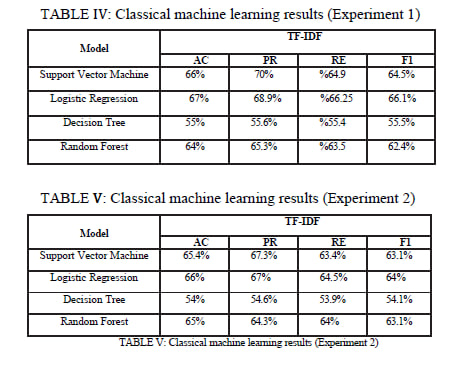 TABLE IV: Classical machine learning results (Experiment 1)
Model TF-IDF
AC PR RE F1
Support Vector Machine 66% 70% %64.9 64.5%
Logistic Regression 67% 68.9% %66.25 66.1%
Decision Tree 55% 55.6% %55.4 55.5%
Random Forest 64% 65.3% %63.5 62.4%
TABLE V: Classical machine learning results (Experiment 2)
Model TF-IDF
AC PR RE F1
Support Vector Machine 65.4% 67.3% 63.4% 63.1%
Logistic Regression 66% 67% 64.5% 64%
Decision Tree 54% 54.6% 53.9% 54.1%
Random Forest 65% 64.3% 64% 63.1%
TABLE V: Classical machine learning results (Experiment 2)